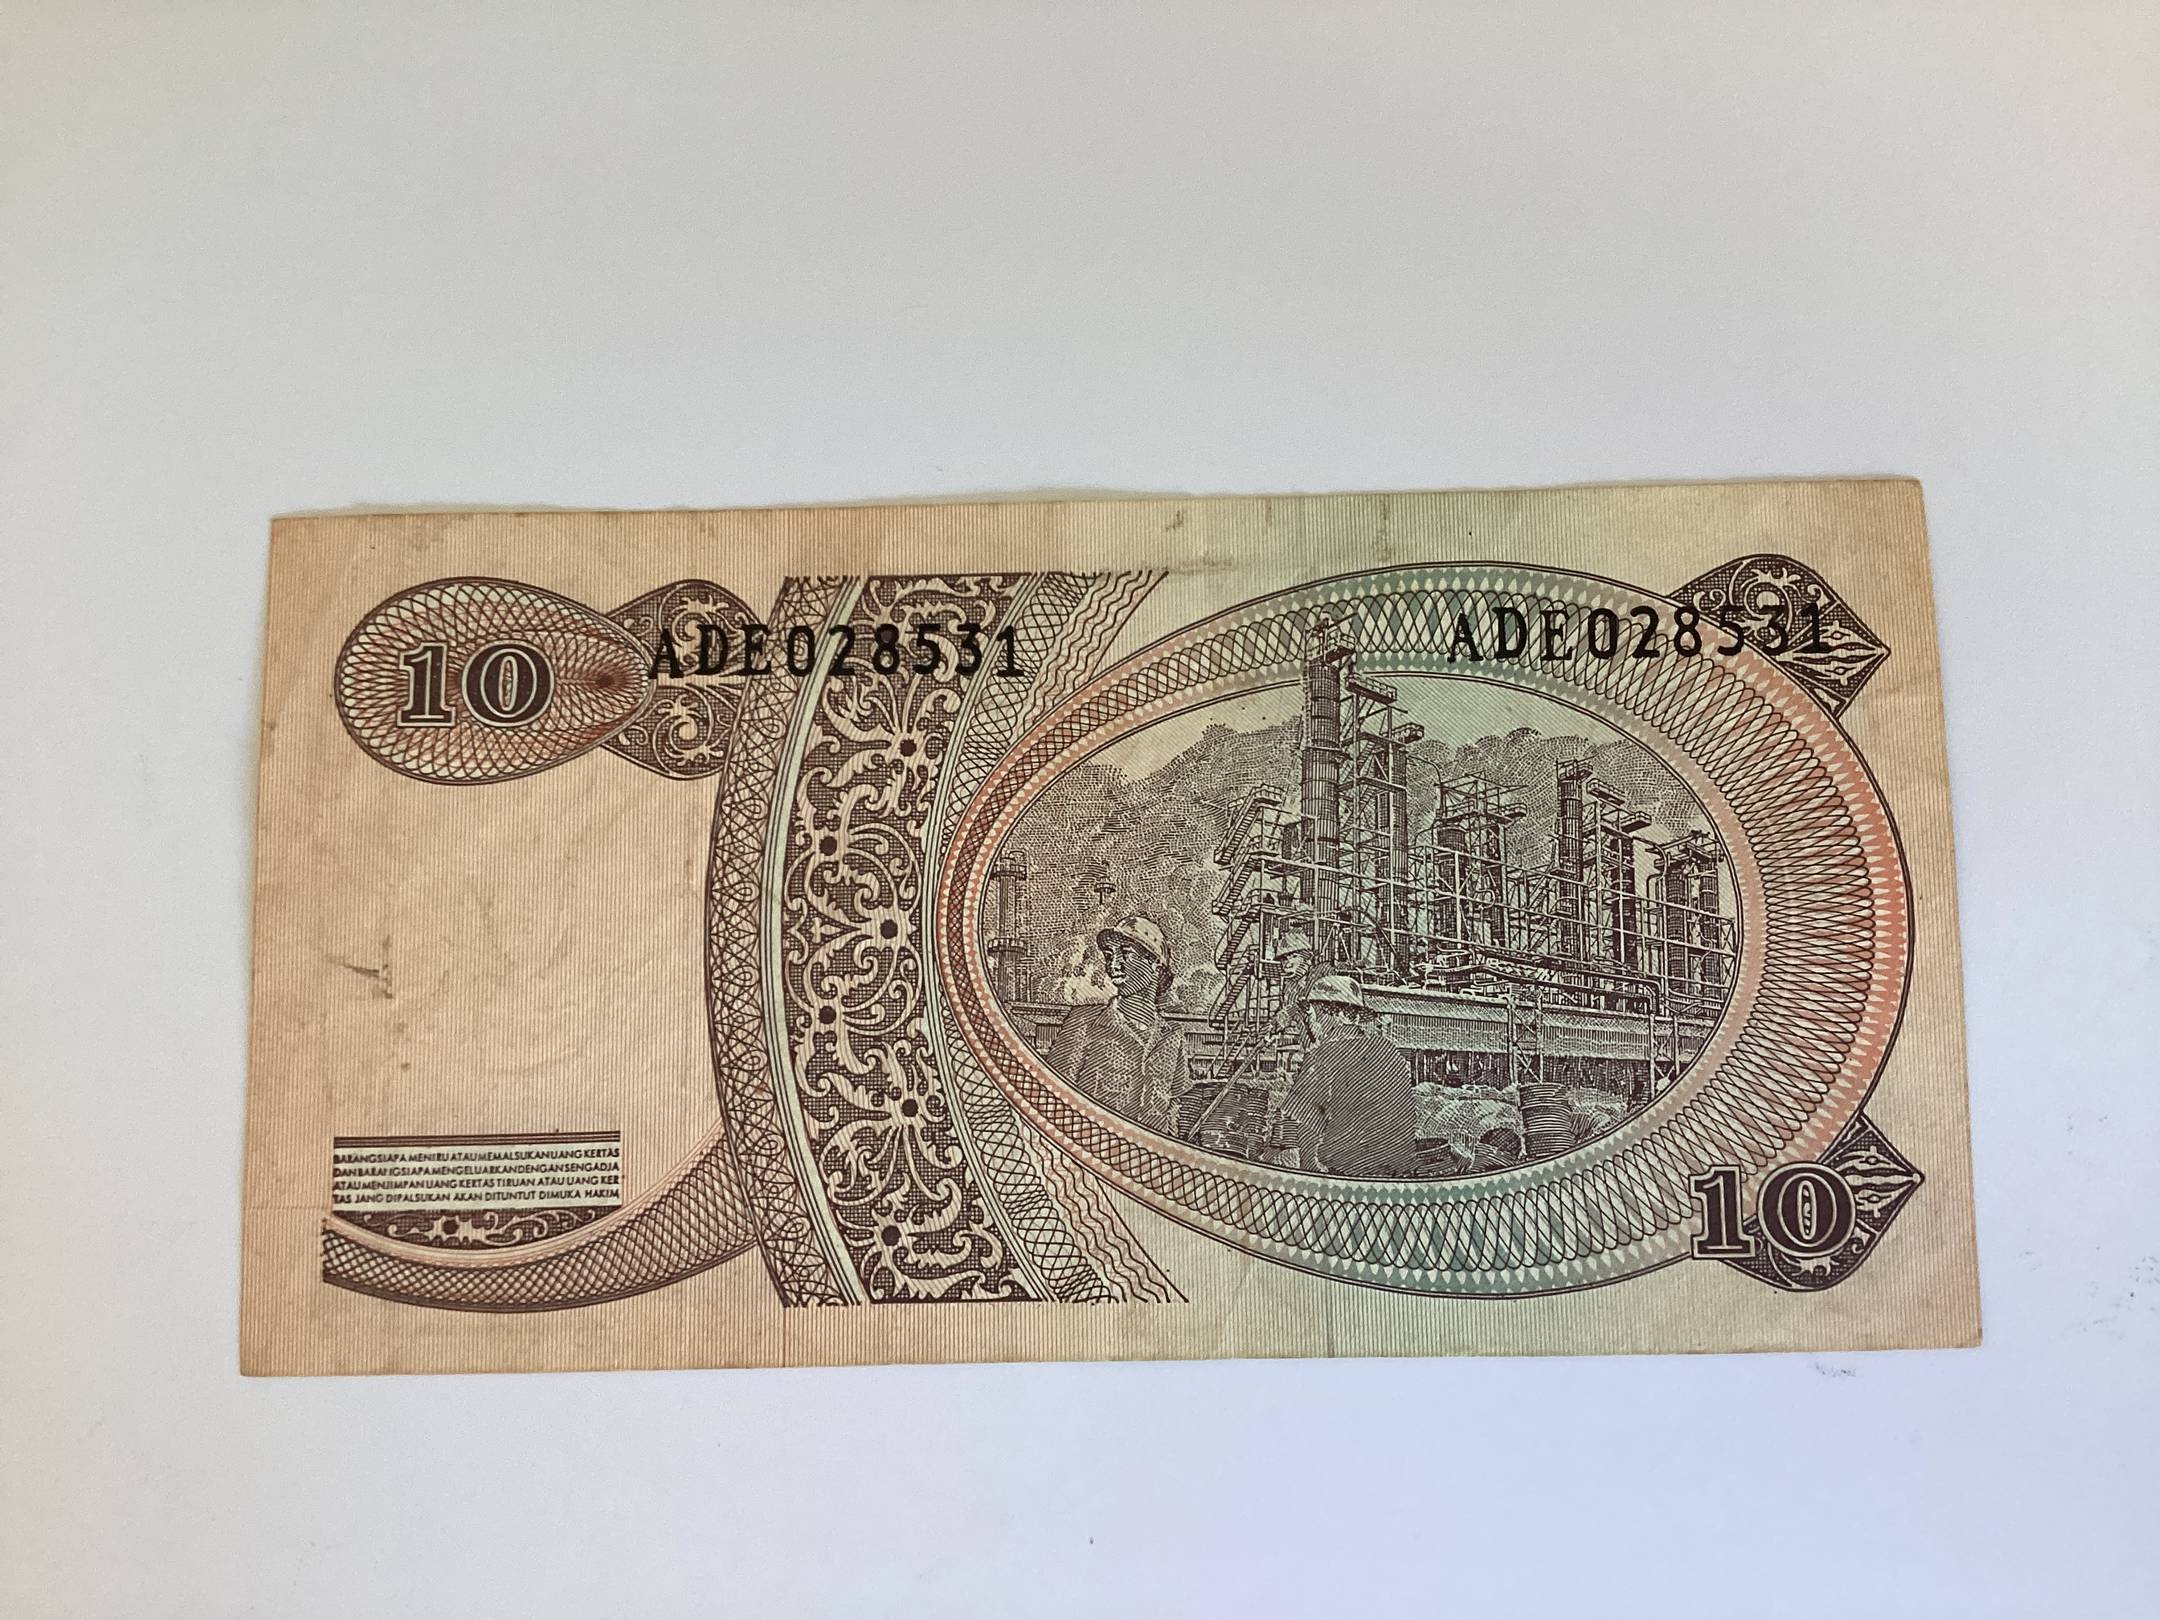 10
ADE028531
ADE028531
BARANGSIAPA MENIRU ATAU MEMALSUKAN UANG KERTAS
DAN BARANGSIAPA MENGELUARKAN DENGAN SENGADJA
ATAU MENJIMPAN UANG KERTAS TIRUAN ATAU UANG KER
TAS JANG DIPALSUKAN AKAN DITUNTUT DIMUKA HAKIM
10